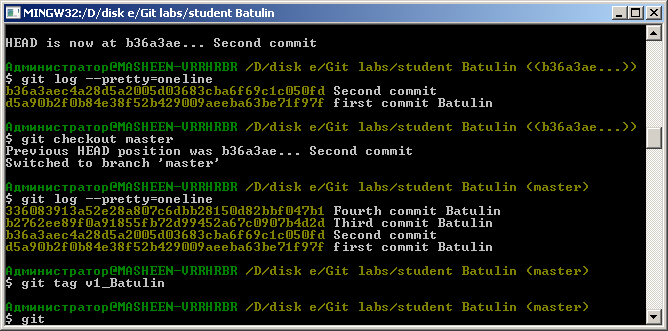 MINGW32:/D/disk e/Git labs/student Batulin
HEAD is now at b36a3ae... Second commit
Администратор@MASHEEN-VRRHRBR /D/disk e/Git labs/student Batulin ((b36a3ae...))
$ git log --pretty=oneline
b36a3aec4a28d5a2005d03683cba6f69c1c050fd Second commit
d5a90b2f0b84e38f52b429009aeeba63be71f97f first commit Batulin
Администратор@MASHEEN-VRRHRBR /D/disk e/Git labs/student Batulin ((b36a3ae...))
$ git checkout master
Previous HEAD position was b36a3ae... Second commit
Switched to branch 'master'
Администратор@MASHEEN-VRRHRBR /D/disk e/Git labs/student Batulin (master)
$ git log --pretty=oneline
336083913a52e28a807c6dbb28150d82bbf047b1 Fourth commit Batulin
b2762ee89f0a91855fb72d99452a67c0907b4d2d Third commit Batulin
b36a3aec4a28d5a2005d03683cba6f69c1c050fd Second commit
d5a90b2f0b84e38f52b429009aeeba63be71f97f first commit Batulin
Администратор@MASHEEN-VRRHRBR /D/disk e/Git labs/student Batulin (master)
$ git tag v1_Batulin
Администратор@MASHEEN-VRRHRBR /D/disk e/Git labs/student Batulin (master)
$ git